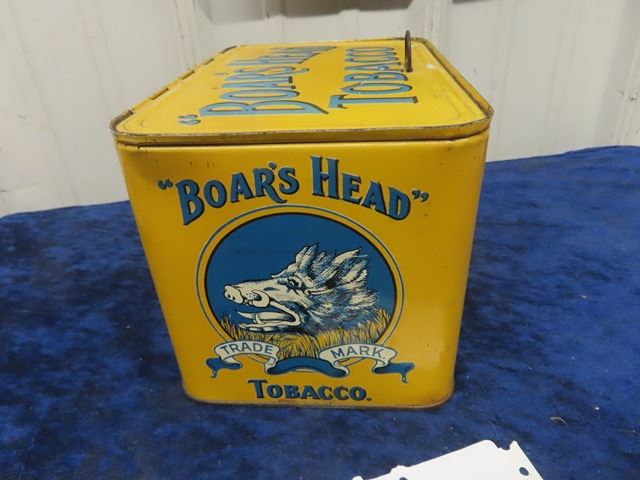 "BOAR'S HEAD
TOBACCO
"BOAR'S HEAD"
TRADE MARK.
TOBACCO.